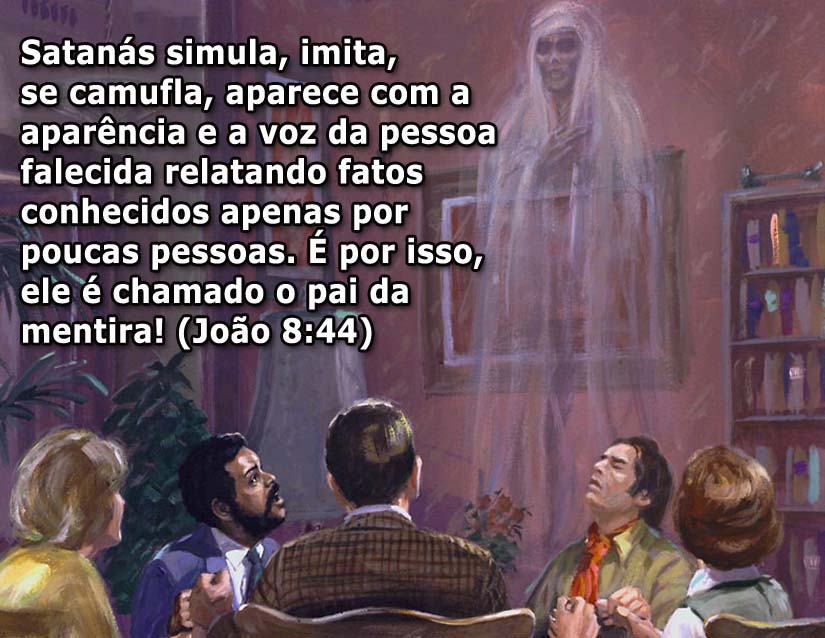 Satanás simula, imita,
se camufla, aparece com a
aparência e a voz da pessoa
falecida relatando fatos
conhecidos apenas por
poucas pessoas. É por isso,
ele é chamado o pai da
mentira! (João 8:44)